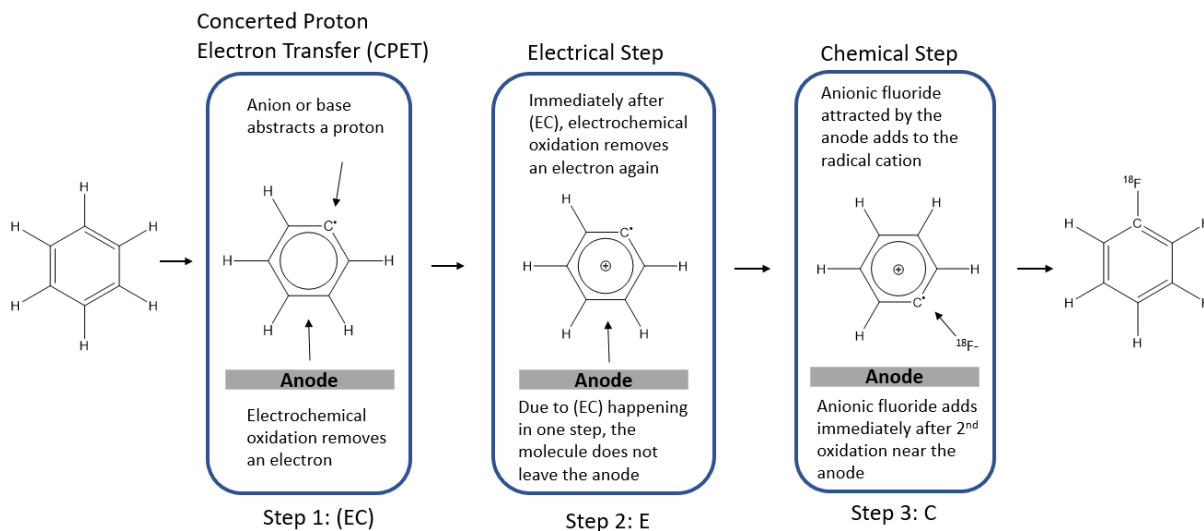 Concerted Proton
Electron Transfer (CPET)
Anion or base
abstracts a proton
H
H
H
H
H
H
H
C•
H
H
H
H
Anode
Electrochemical
oxidation removes
an electron
Step 1: (EC)
Electrical Step
Immediately after
(EC), electrochemical
oxidation removes
an electron again
H
C•
H
H
+
H
H
Anode
Due to (EC) happening
in one step, the
molecule does not
leave the anode
Step 2: E
Chemical Step
Anionic fluoride
attracted by the
anode adds to the
radical cation
H
H
H
H
+
H
C•
18F-
Anode
Anionic fluoride adds
immediately after 2nd
oxidation near the
anode
Step 3: C
18F
H
C
H
H
H
H